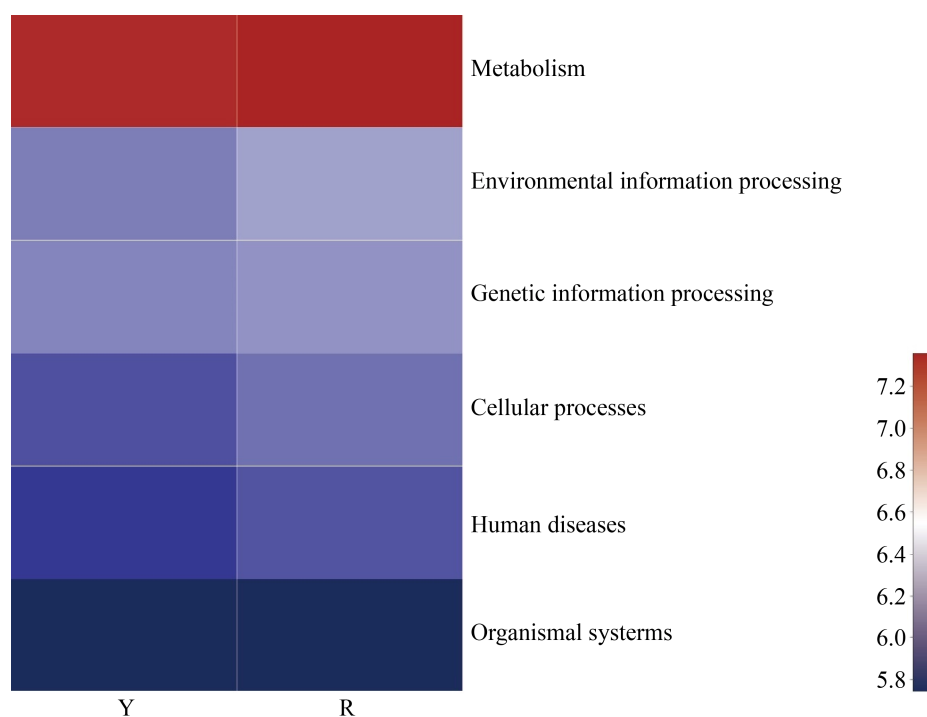 Metabolism
Environmental information processing
Genetic information processing
Cellular processes
Human diseases
Organismal systerms
Y R
7.2
7.0
6.8
6.6
6.4
6.2
6.0
5.8